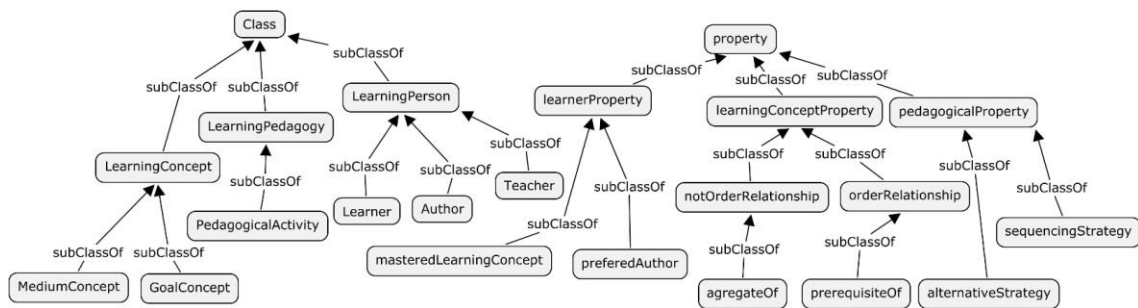 Class
property
subClassOf
subClassOf
subClassOf
subClassOf
subClassOf
subClassOf
LearningPerson
learnerProperty
learningConceptProperty
pedagogicalProperty
LearningPedagogy
LearningConcept
subClassOf
subClassOf
subClassOf
subClassOf
subClassOf
subClassOf
subClassOf
subClassOf
subClassOf
Teacher
notOrderRelationship
orderRelationship
Learner
Author
PedagogicalActivity
subClassOf
sequencingStrategy
subClassOf
subClassOf
subClassOf
subClassOf
masteredLearningConcept
preferedAuthor
MediumConcept
GoalConcept
agregateOf
prerequisiteOf
alternativeStrategy